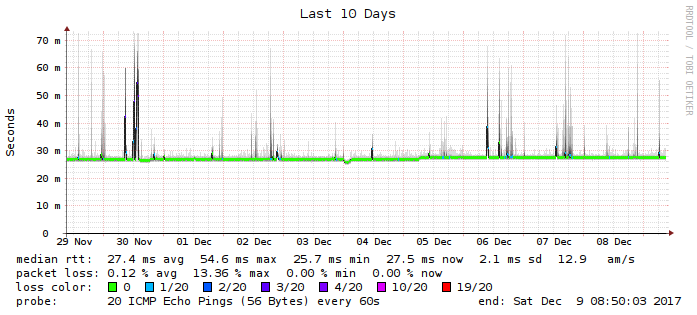 Last 10 Days
RRDTOOL / TOBI OETIKER
Seconds
70 m
60 m
50 m
40 m
30 m
20 m
10 m
0
29 Nov 30 Nov 01 Dec 02 Dec 03 Dec 04 Dec 05 Dec 06 Dec 07 Dec 08 Dec
median rtt: 27.4 ms avg 54.6 ms max 25.7 ms min 27.5 ms now 2.1 ms sd 12.9 am/s
packet loss: 0.12 % avg 13.36 % max 0.00 % min 0.00 % now
loss color: 0 1/20 2/20 3/20 4/20 10/20 19/20
probe: 20 ICMP Echo Pings (56 Bytes) every 60s end: Sat Dec 9 08:50:03 2017